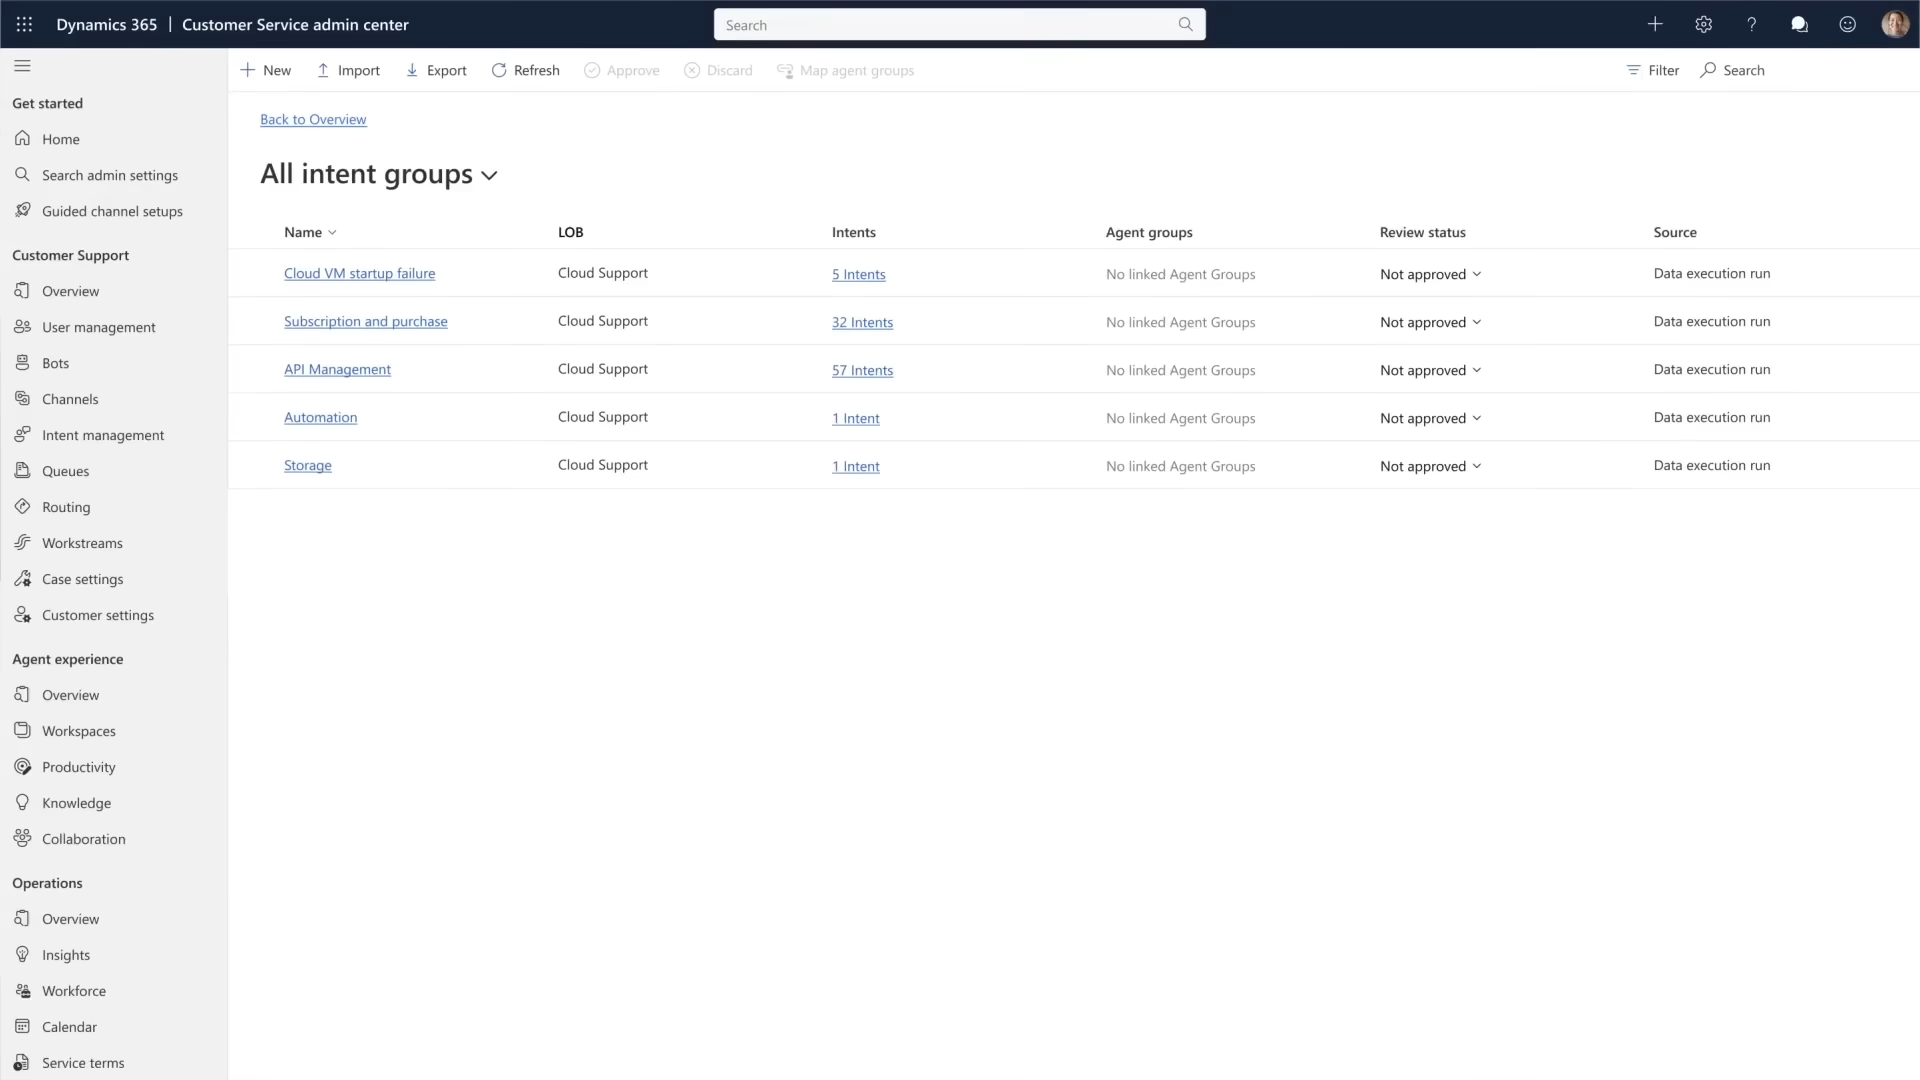 Dynamics 365 | Customer Service admin center
Search
New
Import
Export
Refresh
Approve
Discard
Map agent groups
Filter
Search
Get started
Home
Search admin settings
Guided channel setups
Customer Support
Overview
User management
Bots
Channels
Intent management
Queues
Routing
Workstreams
Case settings
Customer settings
Agent experience
Overview
Workspaces
Productivity
Knowledge
Collaboration
Operations
Overview
Insights
Workforce
Calendar
Service terms
Back to Overview
All intent groups
Name LOB Intents Agent groups Review status Source
Cloud VM startup failure Cloud Support 5 Intents No linked Agent Groups Not approved Data execution run
Subscription and purchase Cloud Support 32 Intents No linked Agent Groups Not approved Data execution run
API Management Cloud Support 57 Intents No linked Agent Groups Not approved Data execution run
Automation Cloud Support 1 Intent No linked Agent Groups Not approved Data execution run
Storage Cloud Support 1 Intent No linked Agent Groups Not approved Data execution run